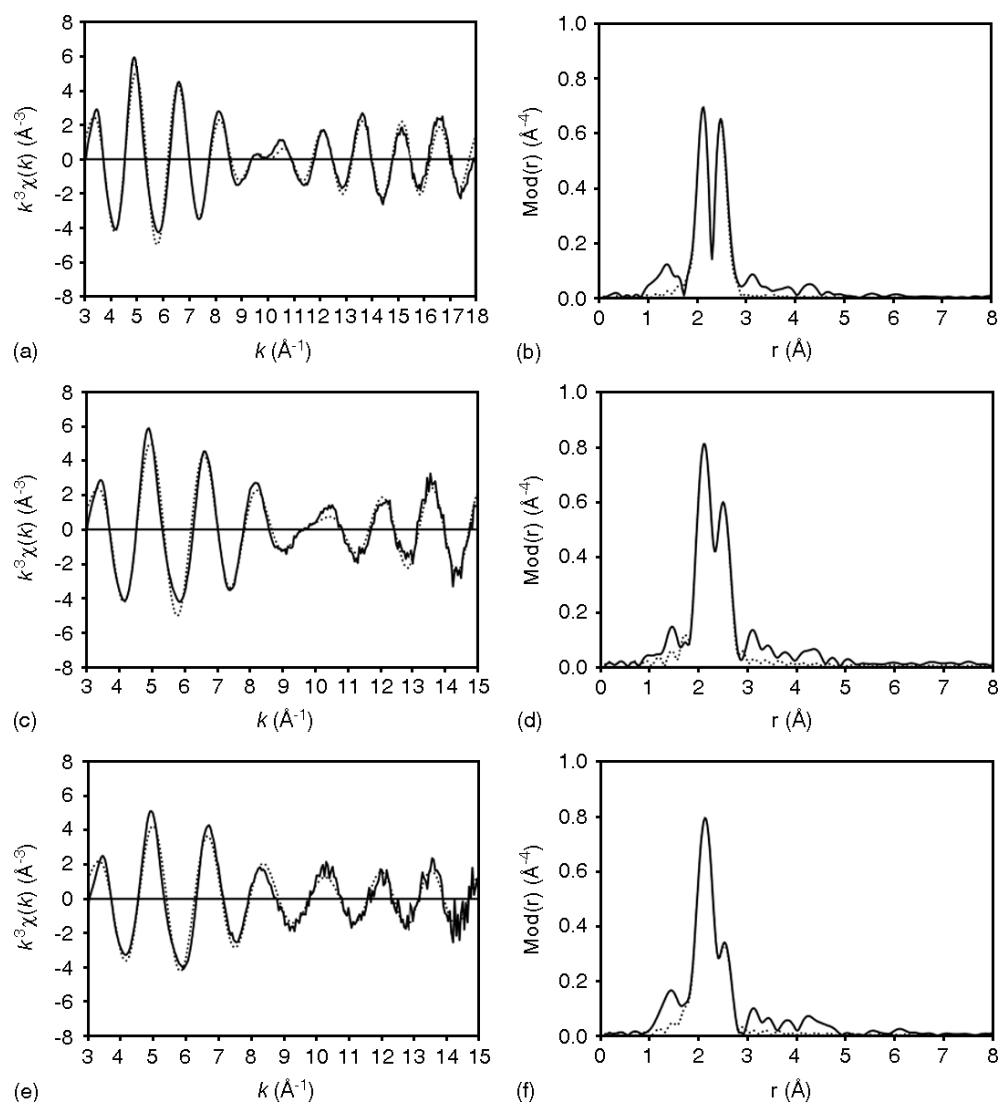 8
6
4
2
0
-2
-4
-6
-8
k³χ(k) (Å⁻³)
3 4 5 6 7 8 9 10 11 12 13 14 15 16 17 18
k (Å⁻¹)
(a)
1.0
0.8
0.6
0.4
0.2
0.0
Mod(r) (Å⁻⁴)
0 1 2 3 4 5 6 7 8
r (Å)
(b)
8
6
4
2
0
-2
-4
-6
-8
k³χ(k) (Å⁻³)
3 4 5 6 7 8 9 10 11 12 13 14 15
k (Å⁻¹)
(c)
1.0
0.8
0.6
0.4
0.2
0.0
Mod(r) (Å⁻⁴)
0 1 2 3 4 5 6 7 8
r (Å)
(d)
8
6
4
2
0
-2
-4
-6
-8
k³χ(k) (Å⁻³)
3 4 5 6 7 8 9 10 11 12 13 14 15
k (Å⁻¹)
(e)
1.0
0.8
0.6
0.4
0.2
0.0
Mod(r) (Å⁻⁴)
0 1 2 3 4 5 6 7 8
r (Å)
(f)